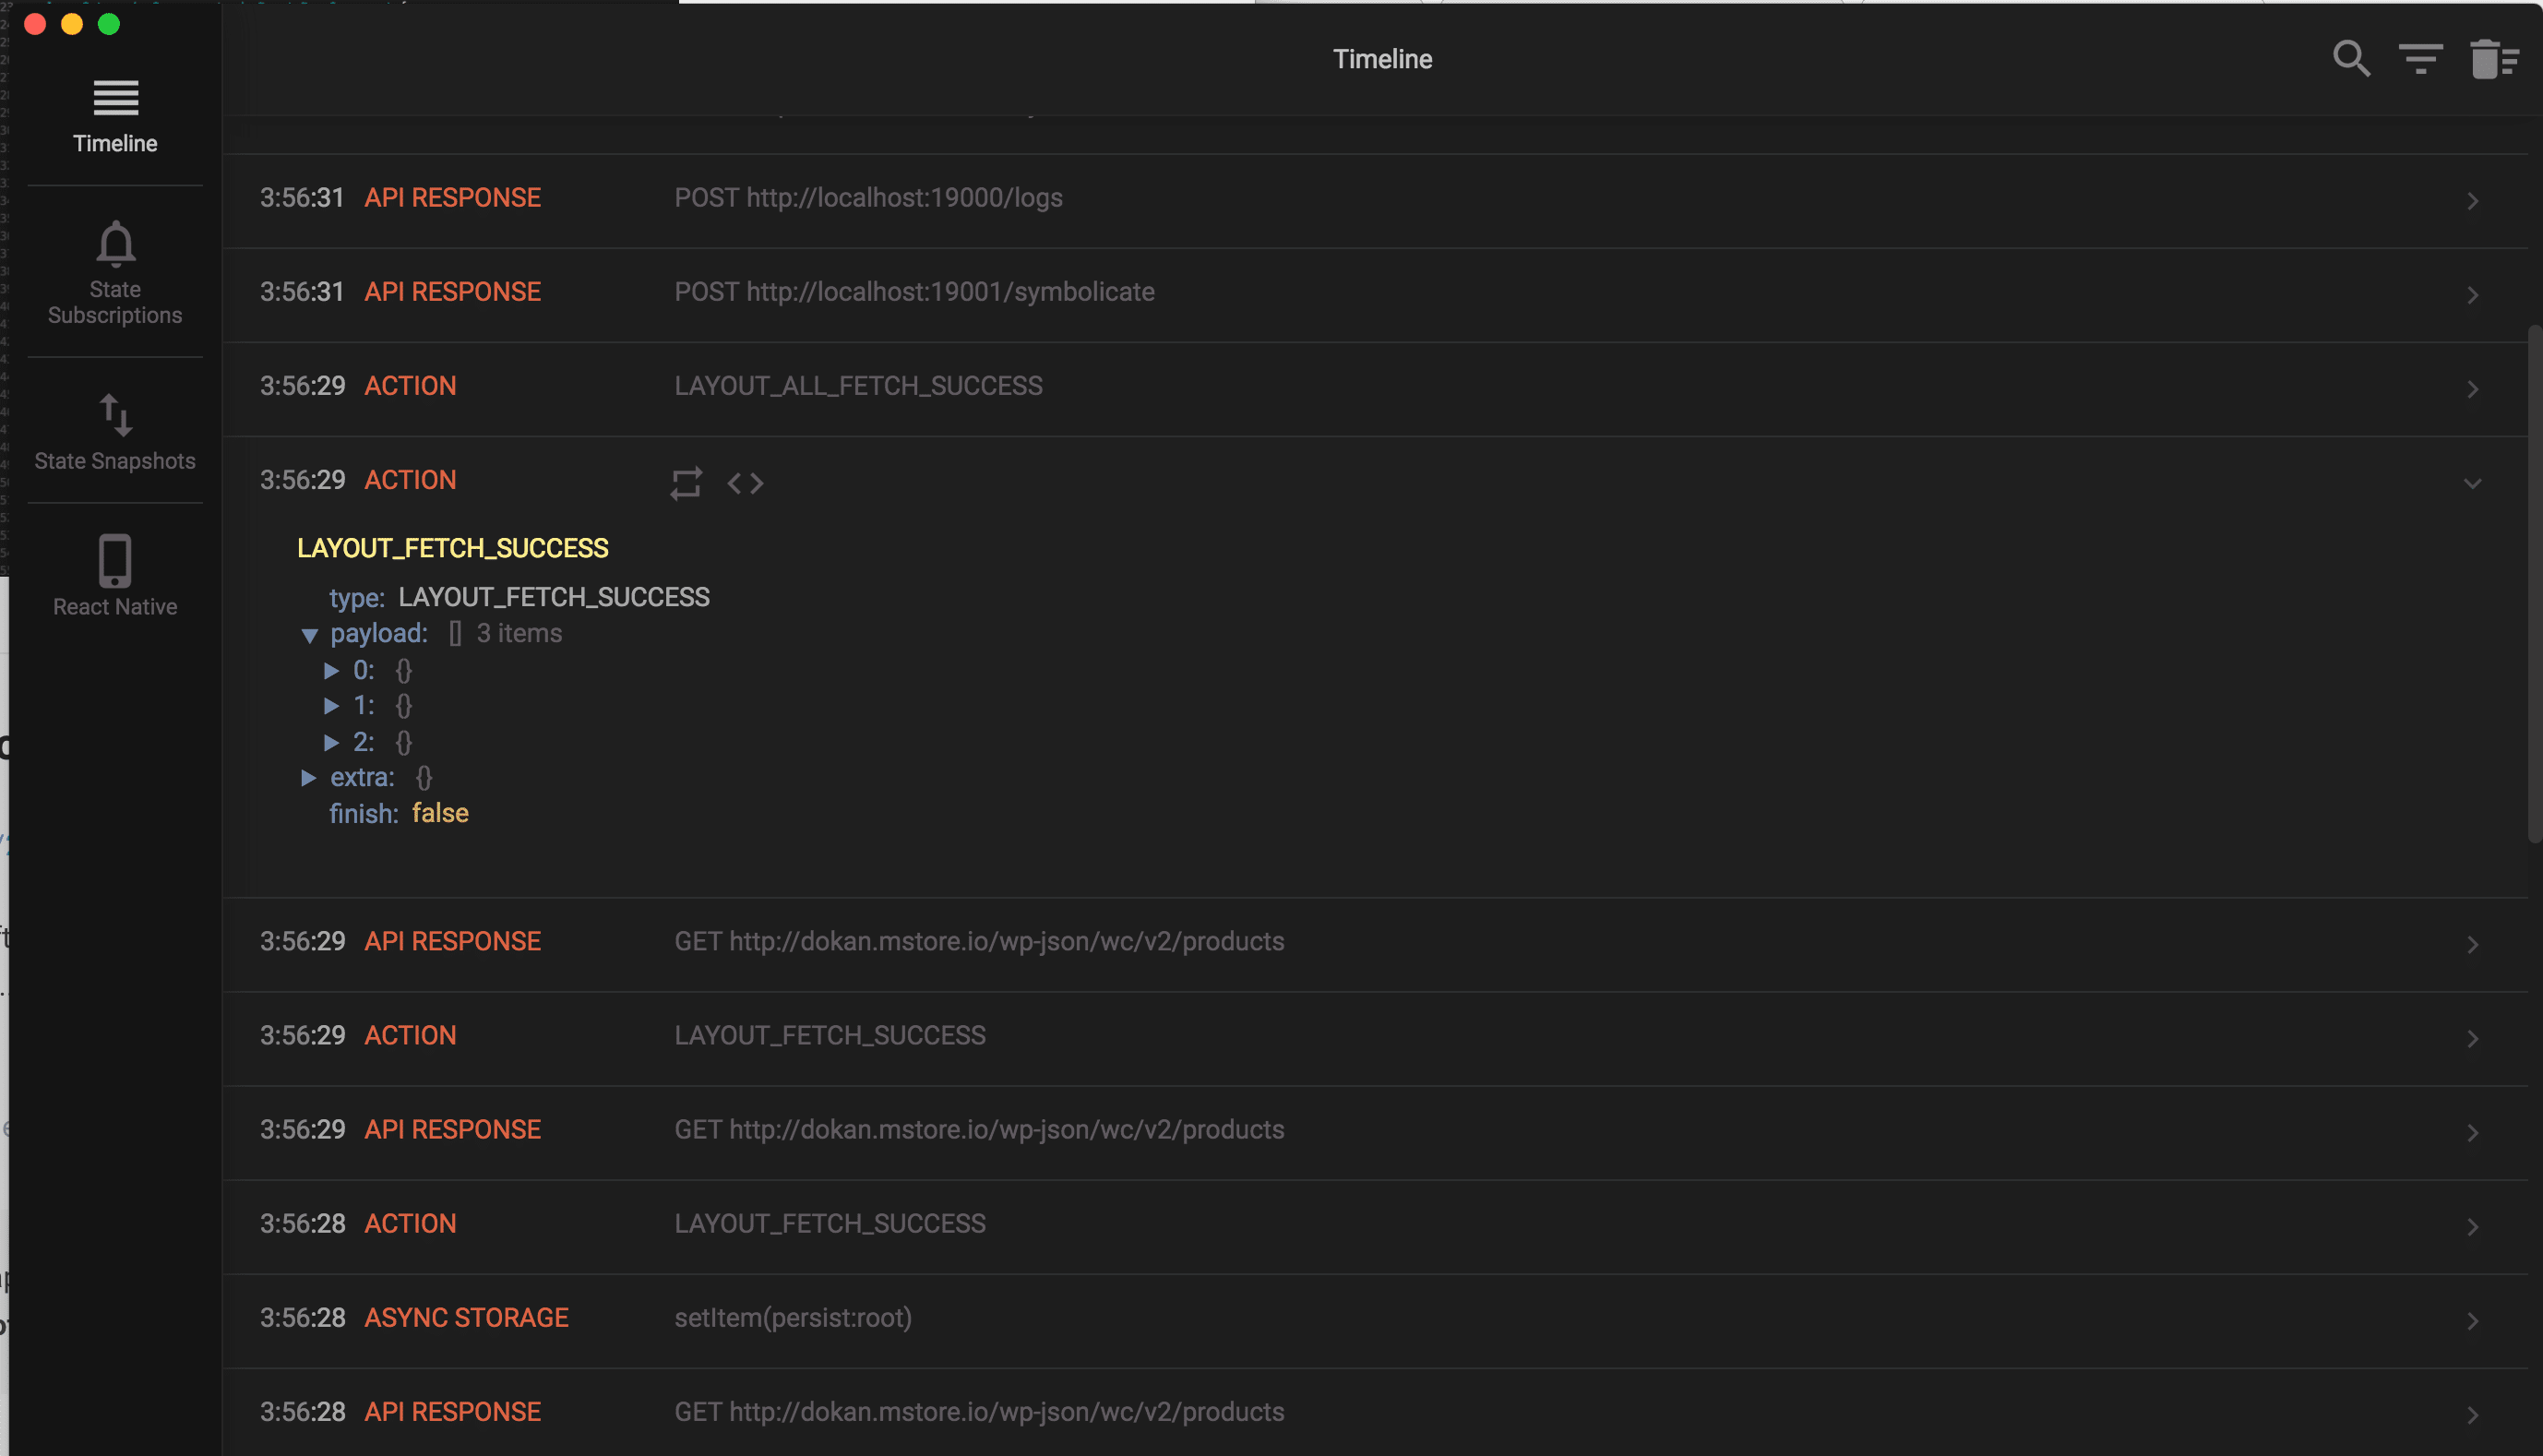 Timeline
Timeline
State
Subscriptions
State Snapshots
React Native
3:56:31 API RESPONSE POST http://localhost:19000/logs
3:56:31 API RESPONSE POST http://localhost:19001/symbolicate
3:56:29 ACTION LAYOUT_ALL_FETCH_SUCCESS
3:56:29 ACTION
LAYOUT_FETCH_SUCCESS
type: LAYOUT_FETCH_SUCCESS
payload: [] 3 items
0: {}
1: {}
2: {}
extra: {}
finish: false
3:56:29 API RESPONSE GET http://dokan.mstore.io/wp-json/wc/v2/products
3:56:29 ACTION LAYOUT_FETCH_SUCCESS
3:56:29 API RESPONSE GET http://dokan.mstore.io/wp-json/wc/v2/products
3:56:28 ACTION LAYOUT_FETCH_SUCCESS
3:56:28 ASYNC STORAGE setItem(persist:root)
3:56:28 API RESPONSE GET http://dokan.mstore.io/wp-json/wc/v2/products